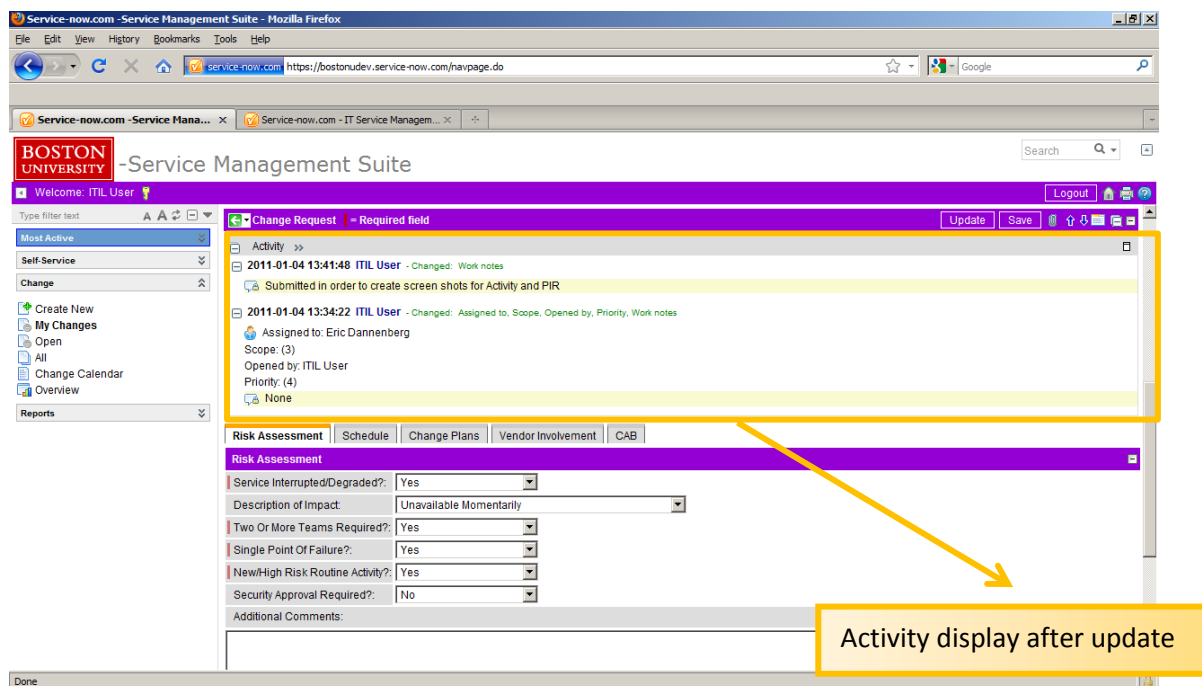 Service-now.com -Service Management Suite - Mozilla Firefox
File Edit View History Bookmarks Tools Help
service-now.com https://bostonudev.service-now.com/navpage.do Google
Service-now.com -Service Mana... Service-now.com - IT Service Managem...
BOSTON
UNIVERSITY
-Service Management Suite
Search
Welcome: ITIL User Logout
Type filter text A A
Change Request = Required field Update Save
Most Active
Self-Service
Change
Create New
My Changes
Open
All
Change Calendar
Overview
Reports
Activity
2011-01-04 13:41:48 ITIL User - Changed: Work notes
Submitted in order to create screen shots for Activity and PIR
2011-01-04 13:34:22 ITIL User - Changed: Assigned to, Scope, Opened by, Priority, Work notes
Assigned to: Eric Dannenberg
Scope: (3)
Opened by: ITIL User
Priority: (4)
None
Risk Assessment Schedule Change Plans Vendor Involvement CAB
Risk Assessment
Service Interrupted/Degraded?: Yes
Description of Impact: Unavailable Momentarily
Two Or More Teams Required?: Yes
Single Point Of Failure?: Yes
New/High Risk Routine Activity?: Yes
Security Approval Required?: No
Additional Comments:
Activity display after update
Done